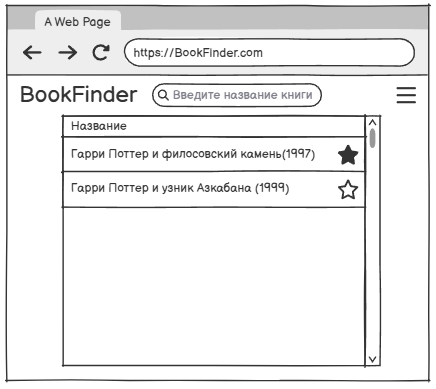 A Web Page
https://BookFinder.com
BookFinder
Введите название книги
Название
Гарри Поттер и филосовский камень(1997)
Гарри Поттер и узник Азкабана (1999)